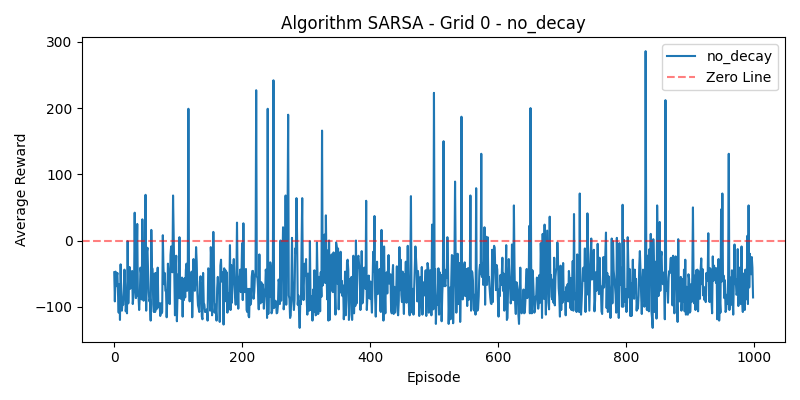 Algorithm SARSA - Grid 0 - no_decay
Average Reward
300
200
100
0
−100
no_decay
Zero Line
0
200
400
600
800
1000
Episode